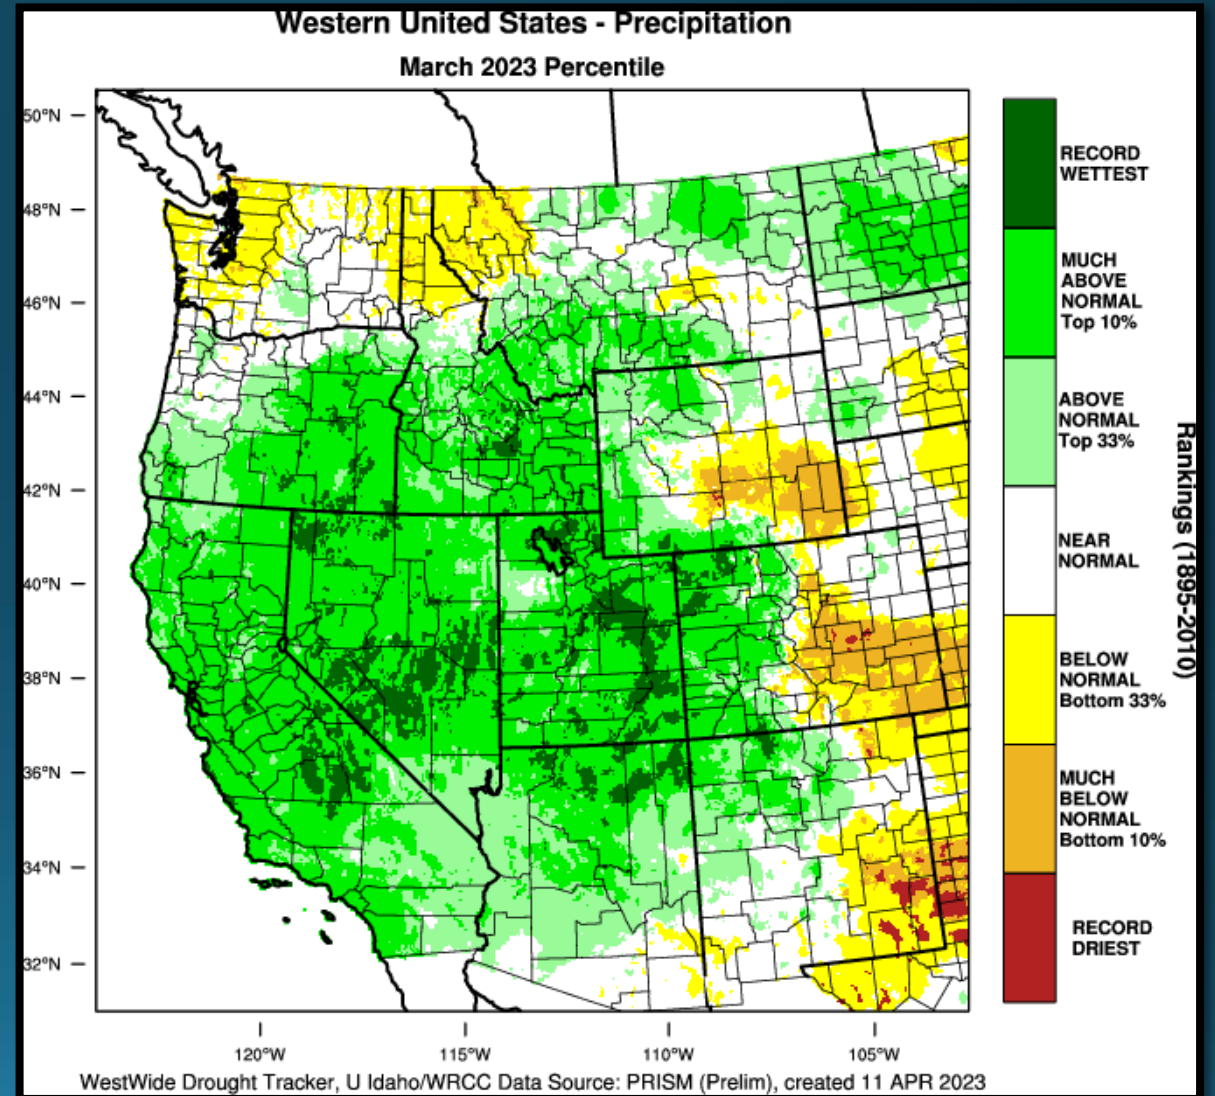 Western United States - Precipitation
March 2023 Percentile
50°N
48°N
46°N
44°N
42°N
40°N
38°N
36°N
34°N
32°N
120°W
115°W
110°W
105°W
RECORD
WETTEST
MUCH
ABOVE
NORMAL
Top 10%
ABOVE
NORMAL
Top 33%
NEAR
NORMAL
BELOW
NORMAL
Bottom 33%
MUCH
BELOW
NORMAL
Bottom 10%
RECORD
DRIEST
Rankings (1895-2010)
WestWide Drought Tracker, U Idaho/WRCC Data Source: PRISM (Prelim), created 11 APR 2023